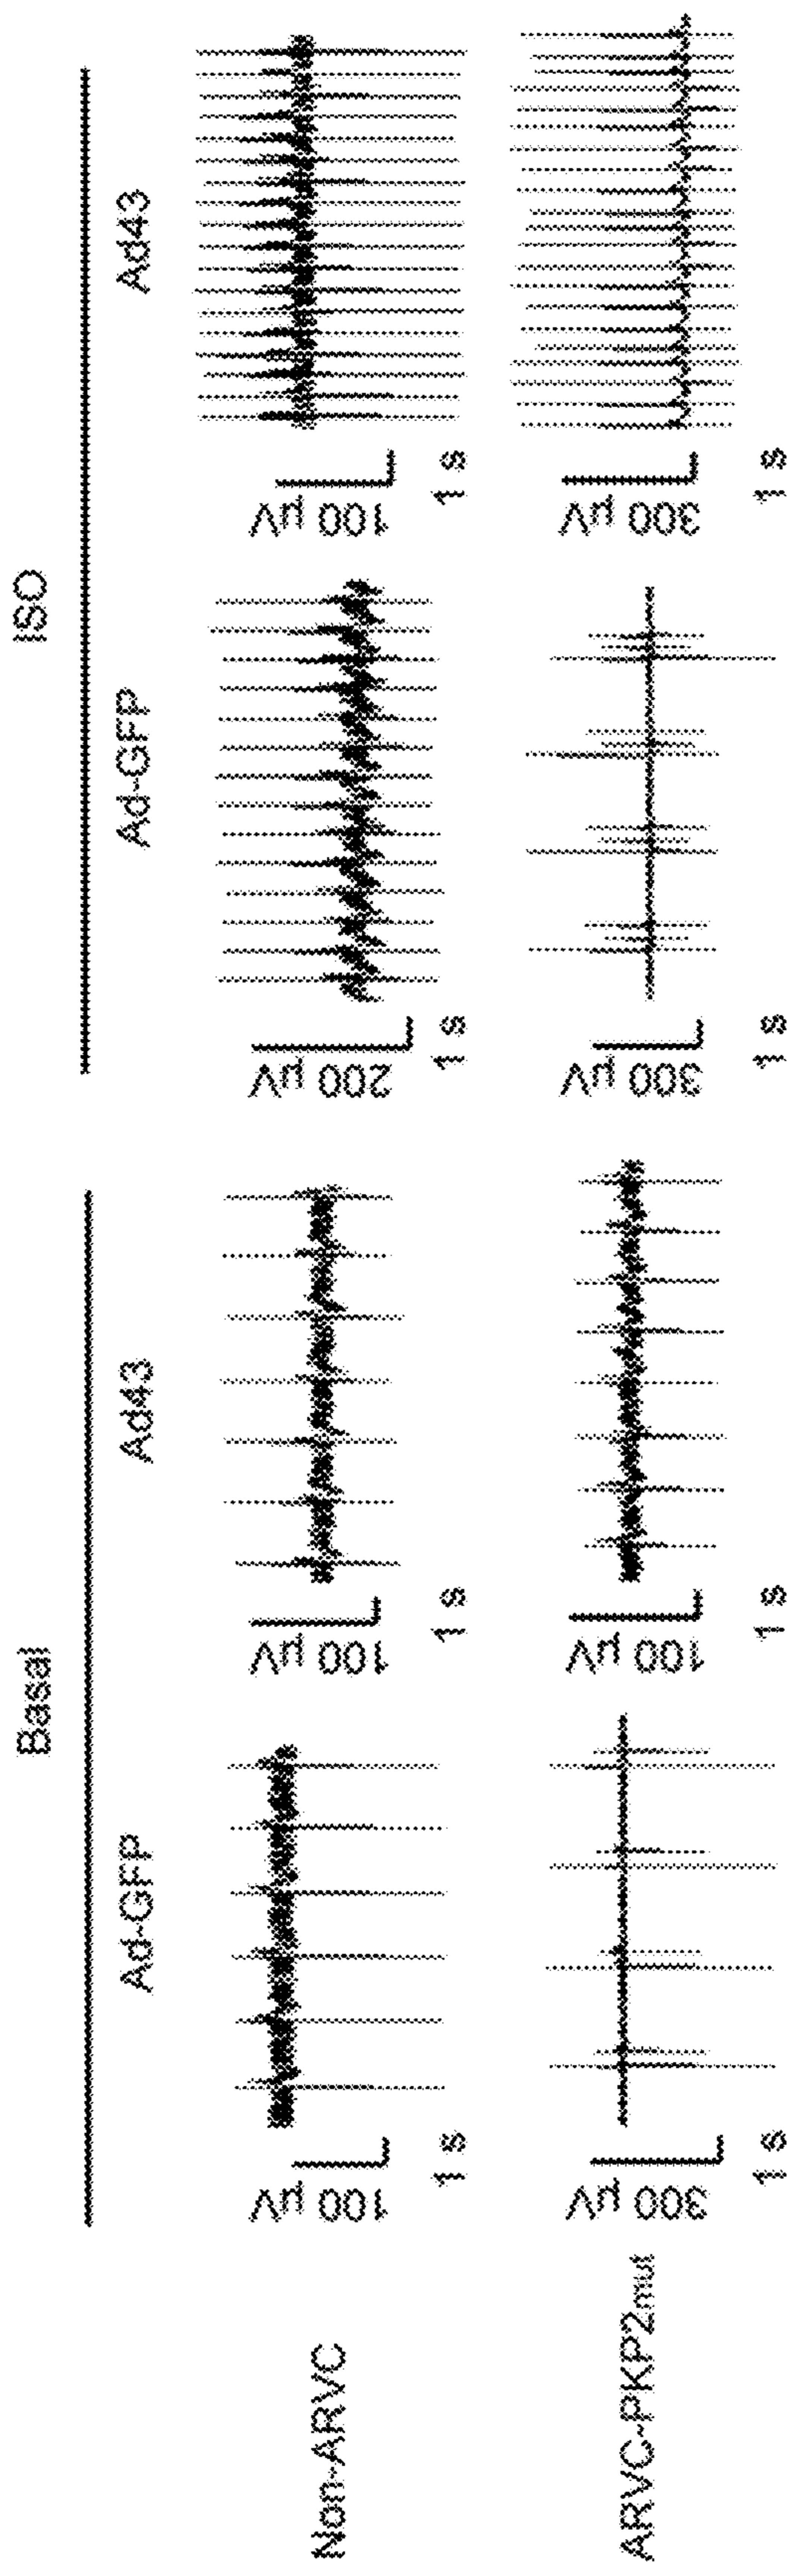 Basal
ISO
Ad-GFP
Ad43
Ad-GFP
Ad43
Non-ARVC
100 µV
1 s
100 µV
1 s
200 µV
1 s
100 µV
1 s
ARVC-PKP2mut
300 µV
1 s
100 µV
1 s
300 µV
1 s
300 µV
1 s